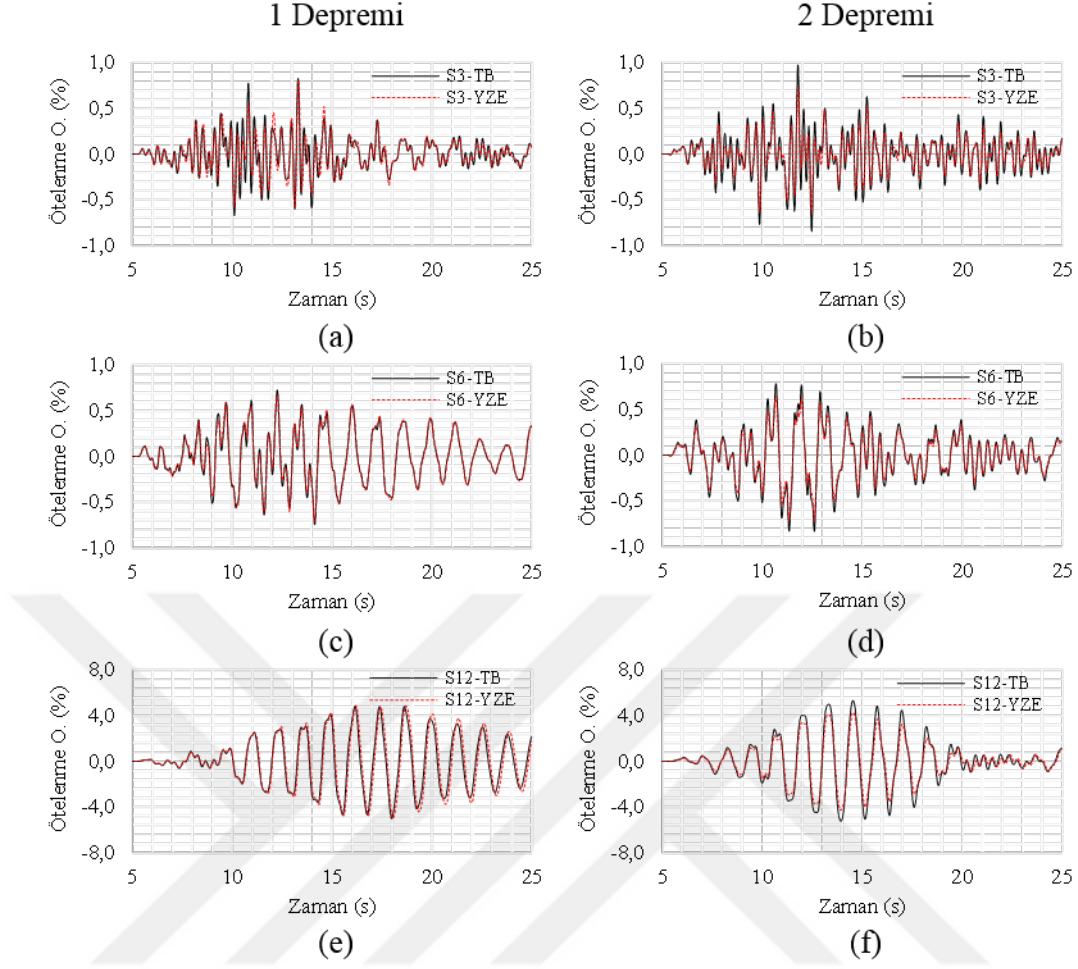 1 Depremi
2 Depremi
Ötelenme O. (%)
1,0
0,5
0,0
-0,5
-1,0
S3-TB
S3-YZE
5 10 15 20 25
Zaman (s)
(a)
Ötelenme O. (%)
1,0
0,5
0,0
-0,5
-1,0
S3-TB
S3-YZE
5 10 15 20 25
Zaman (s)
(b)
Ötelenme O. (%)
1,0
0,5
0,0
-0,5
-1,0
S6-TB
S6-YZE
5 10 15 20 25
Zaman (s)
(c)
Ötelenme O. (%)
1,0
0,5
0,0
-0,5
-1,0
S6-TB
S6-YZE
5 10 15 20 25
Zaman (s)
(d)
Ötelenme O. (%)
8,0
4,0
0,0
-4,0
-8,0
S12-TB
S12-YZE
5 10 15 20 25
Zaman (s)
(e)
Ötelenme O. (%)
8,0
4,0
0,0
-4,0
-8,0
S12-TB
S12-YZE
5 10 15 20 25
Zaman (s)
(f)